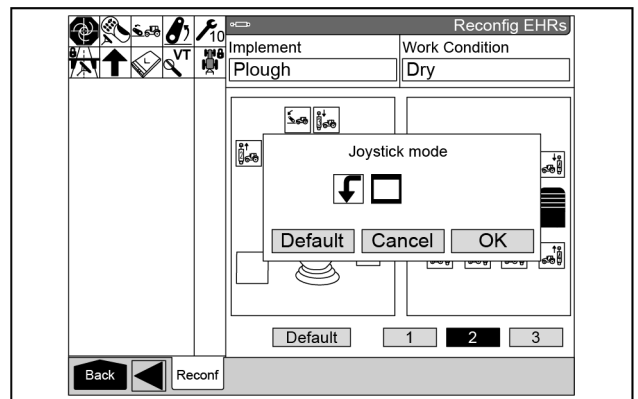 Reconfig EHRs
VT
10
Implement
Work Condition
Plough
Dry
Joystick mode
Default
Cancel
OK
Default
1
2
3
Back
Reconf